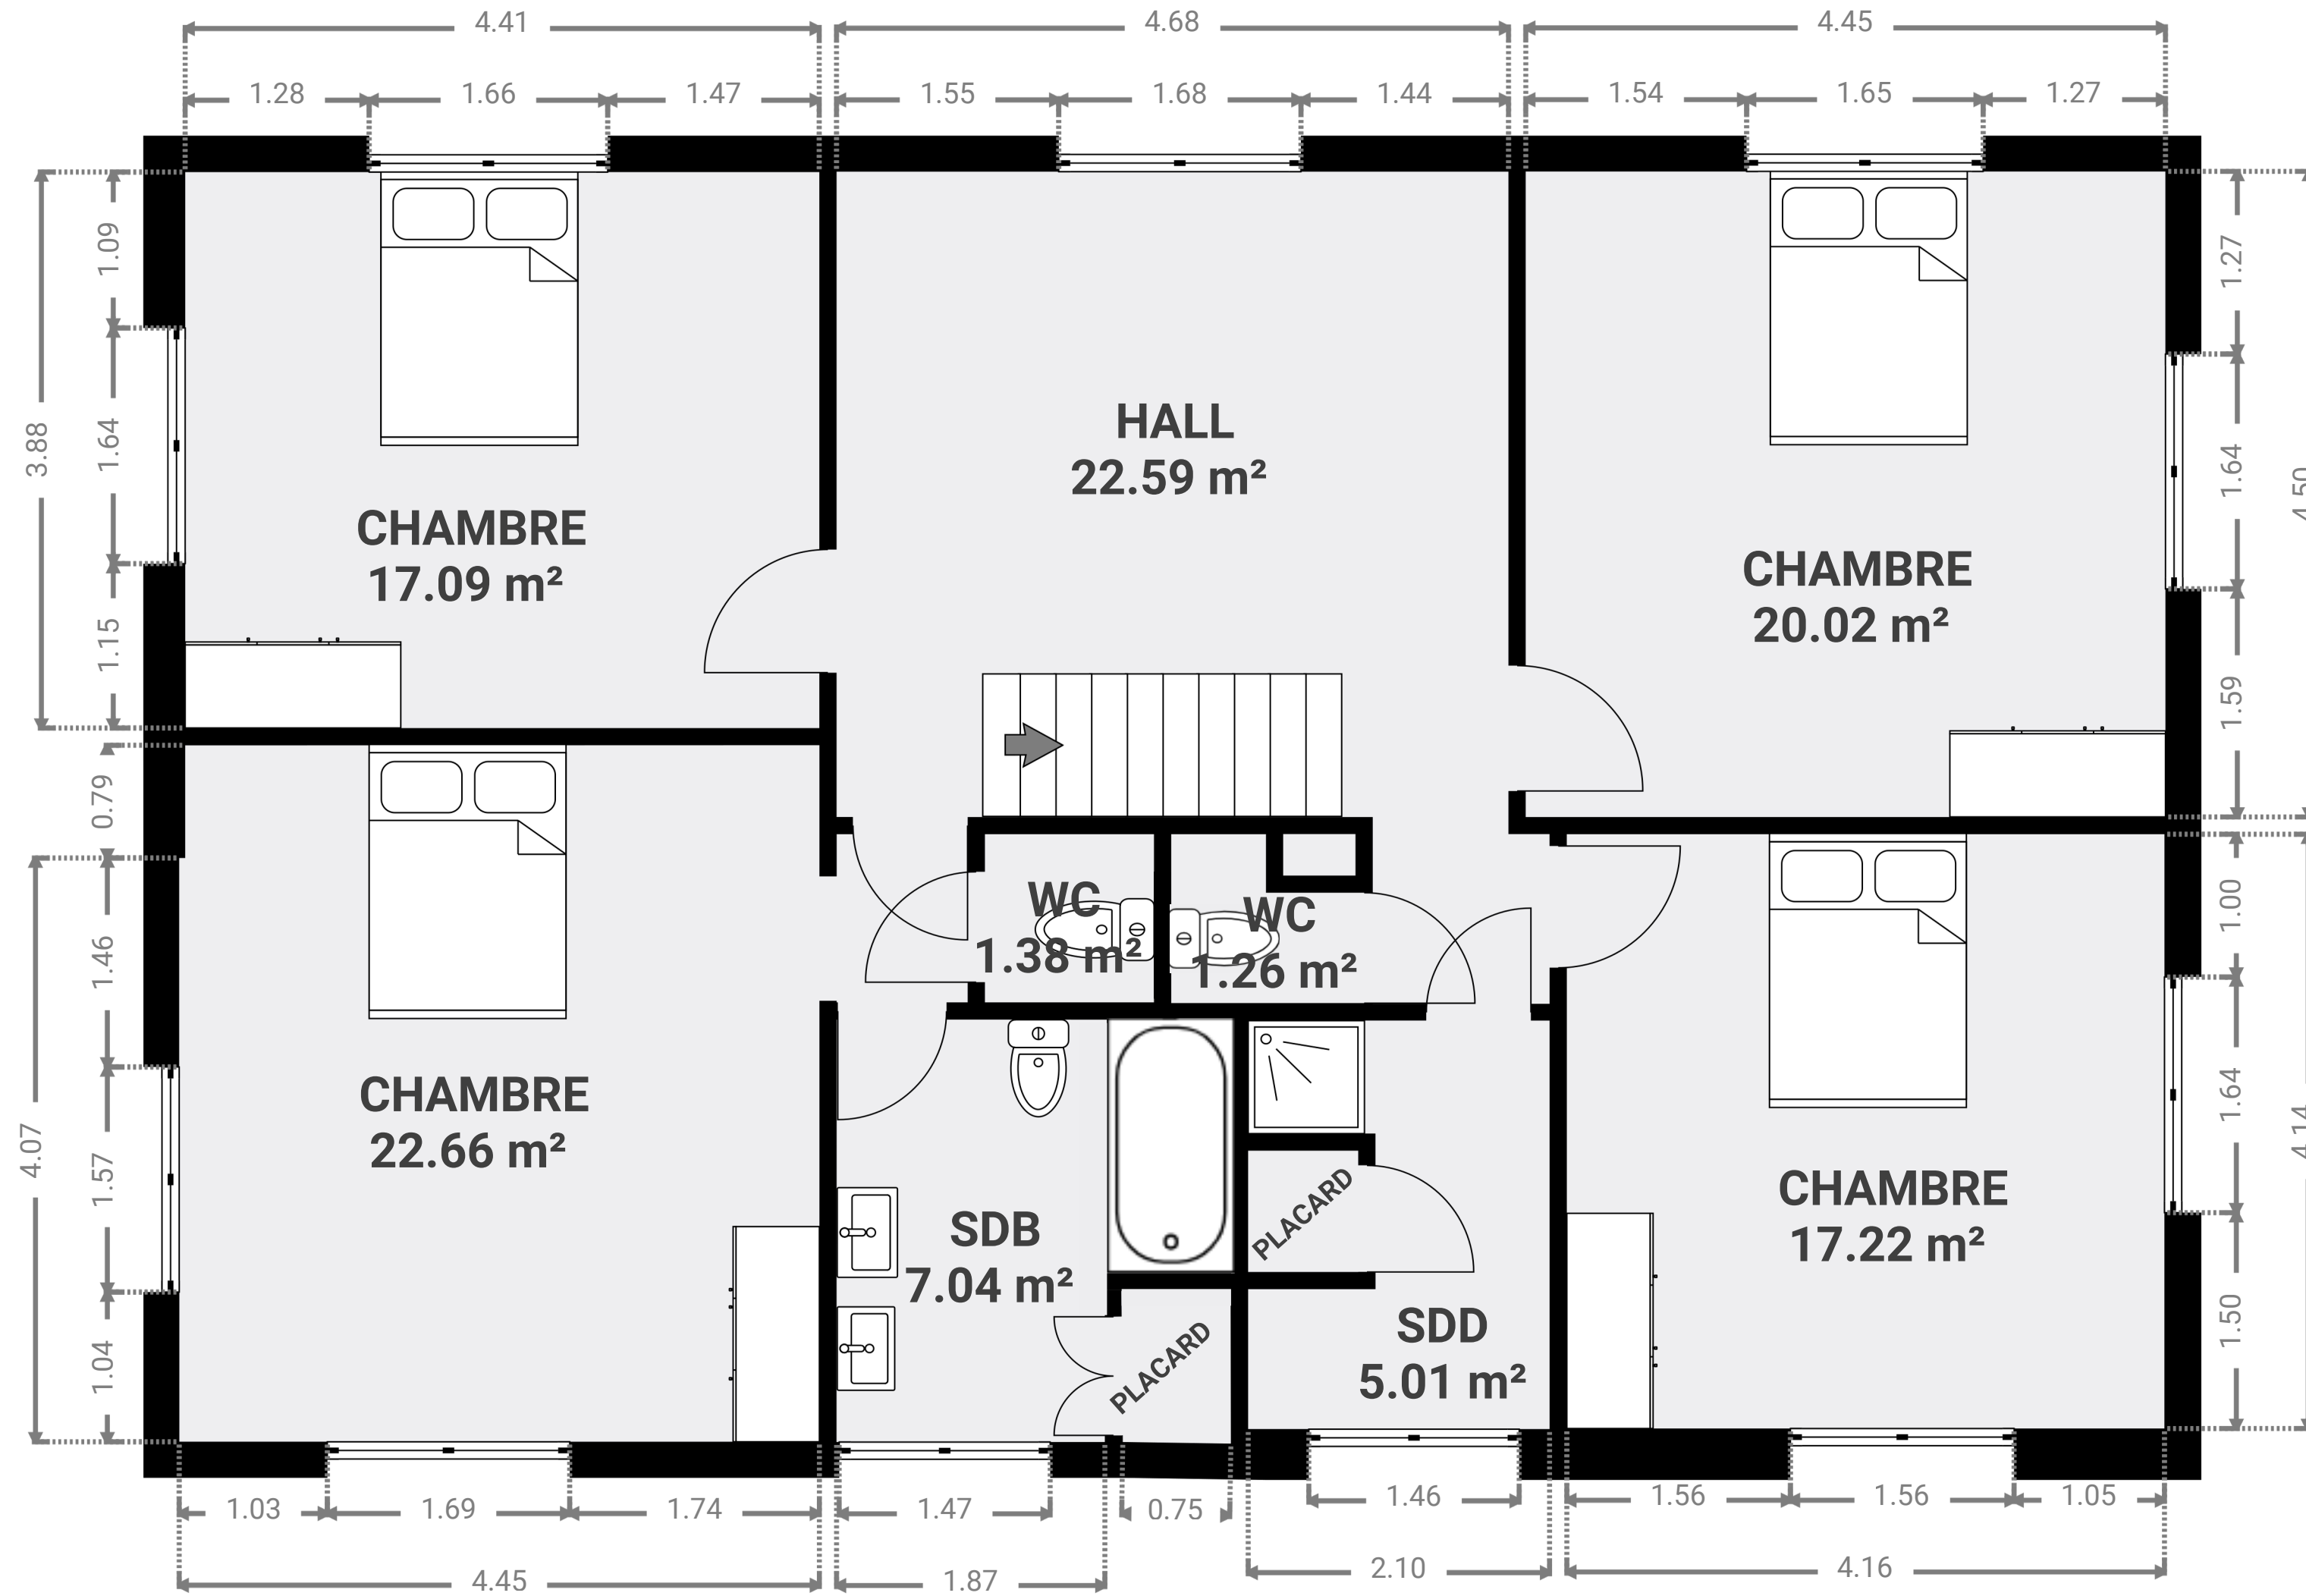 4.41 4.68 4.45
1.28 1.66 1.47 1.55 1.68 1.44 1.54 1.65 1.27
1.09
1.64
1.15
3.88
0.79
1.46
1.57
1.04
4.07
CHAMBRE
17.09 m²
HALL
22.59 m²
CHAMBRE
20.02 m²
WC
1.38 m²
WC
1.26 m²
CHAMBRE
22.66 m²
SDB
7.04 m²
PLACARD
PLACARD
SDD
5.01 m²
CHAMBRE
17.22 m²
1.27
1.64
1.59
4.50
1.00
1.64
1.50
4.14
1.03 1.69 1.74 1.47 0.75 1.46 1.56 1.56 1.05
4.45 1.87 2.10 4.16